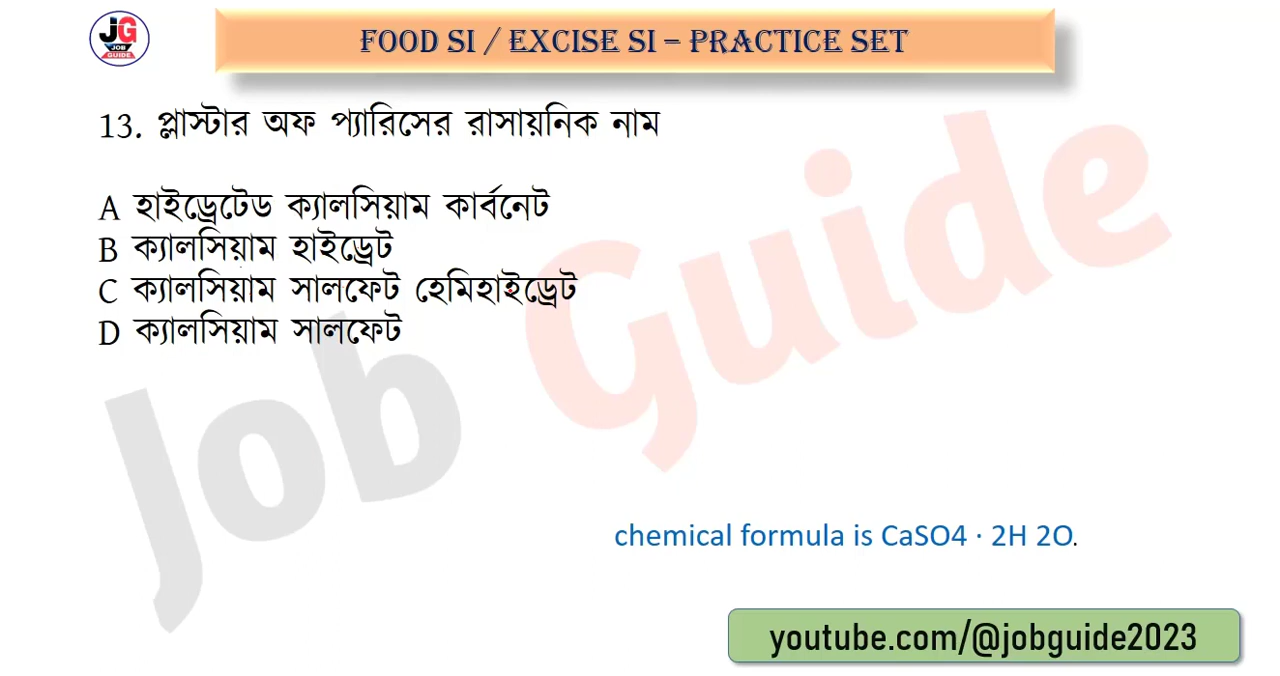 JG
JOB
GUIDE
FOOD SI / EXCISE SI – PRACTICE SET
13. প্লাস্টার অফ প্যারিসের রাসায়নিক নাম
A হাইড্রেটেড ক্যালসিয়াম কার্বনেট
B ক্যালসিয়াম হাইড্রেট
C ক্যালসিয়াম সালফেট হেমিহাইড্রেট
D ক্যালসিয়াম সালফেট
Job Guide
chemical formula is CaSO4 · 2H 2O.
youtube.com/@jobguide2023